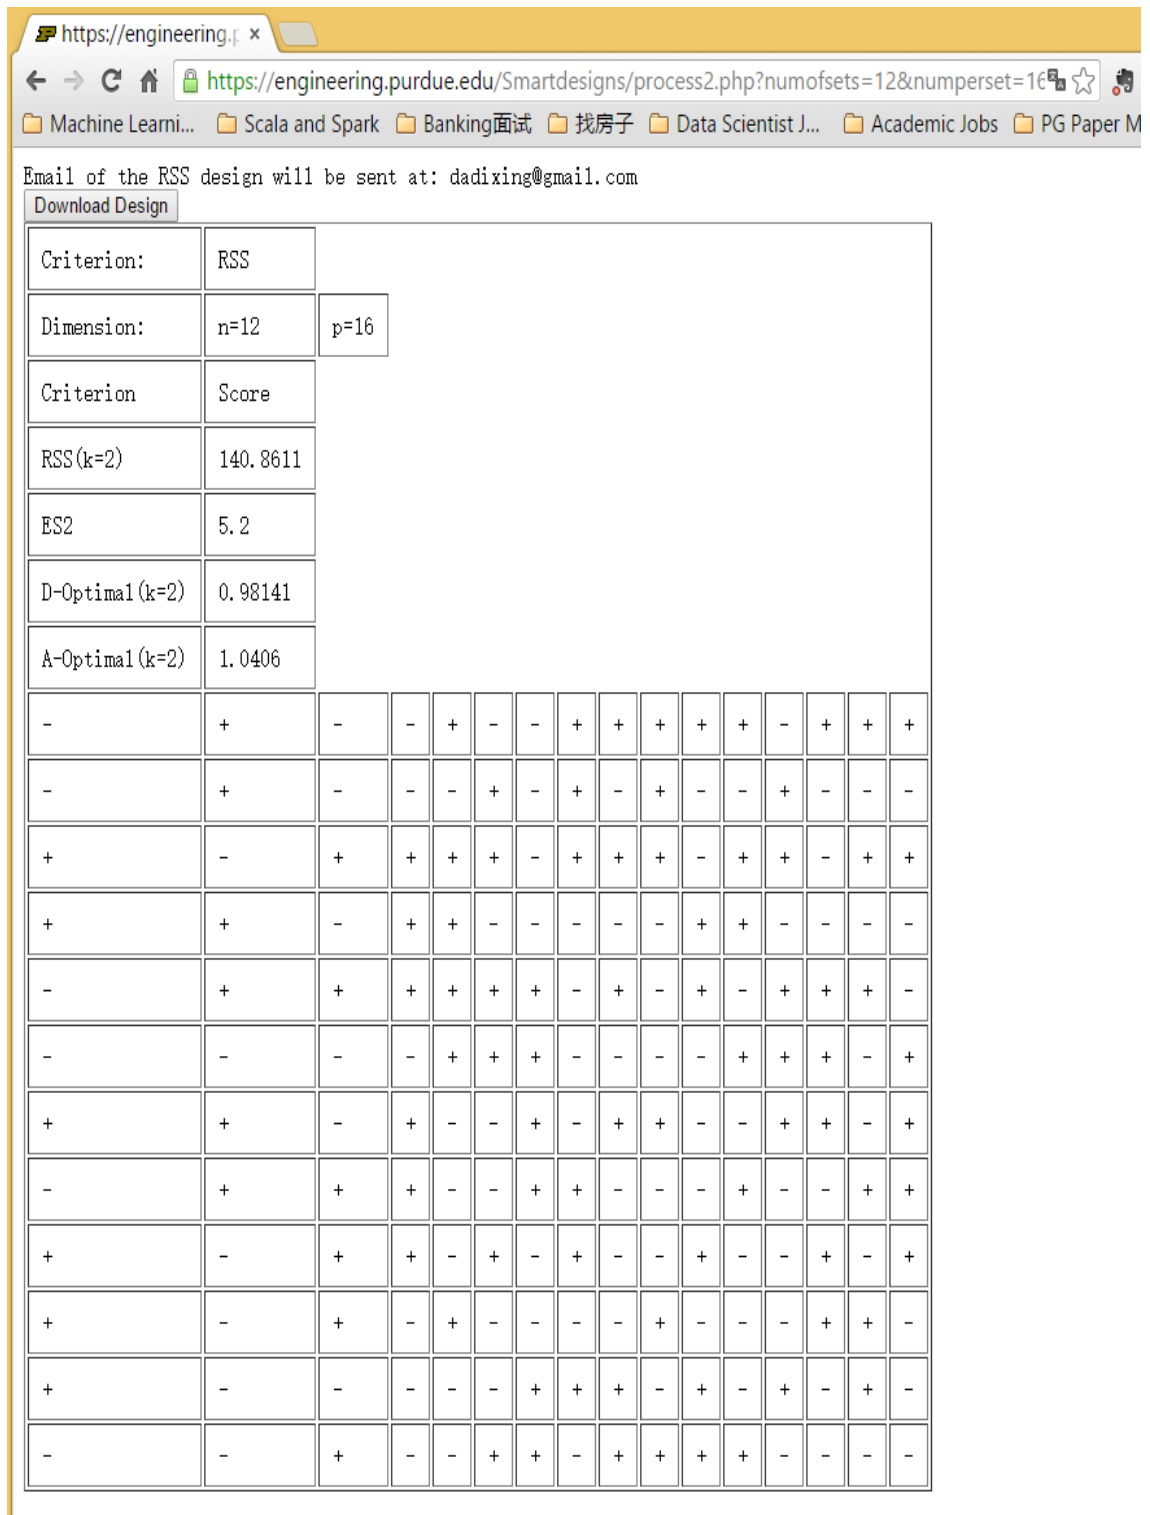 https://engineering.p
https://engineering.purdue.edu/Smartdesigns/process2.php?numofsets=12&numperset=16
Machine Learni... Scala and Spark Banking面试 找房子 Data Scientist J... Academic Jobs PG Paper M
Email of the RSS design will be sent at: dadixing@gmail.com
Download Design
Criterion: RSS
Dimension: n=12 p=16
Criterion Score
RSS(k=2) 140.8611
ES2 5.2
D-Optimal(k=2) 0.98141
A-Optimal(k=2) 1.0406
- + - - + - - + + + + + - + + +
- + - - - + - + - + - - + - - -
+ - + + + + - + + + - + + - + +
+ + - + + - - - - - + + - - - -
- + + + + + + - + - + - + + + -
- - - - + + + - - - - + + + - +
+ + - + - - + - + + - - + + - +
- + + + - - + + - - - + - - + +
+ - + + - + - + - - + - - + - +
+ - + - + - - - - + - - - + + -
+ - - - - - + + + - + - + - + -
- - + - - + + - + + + + - - - -